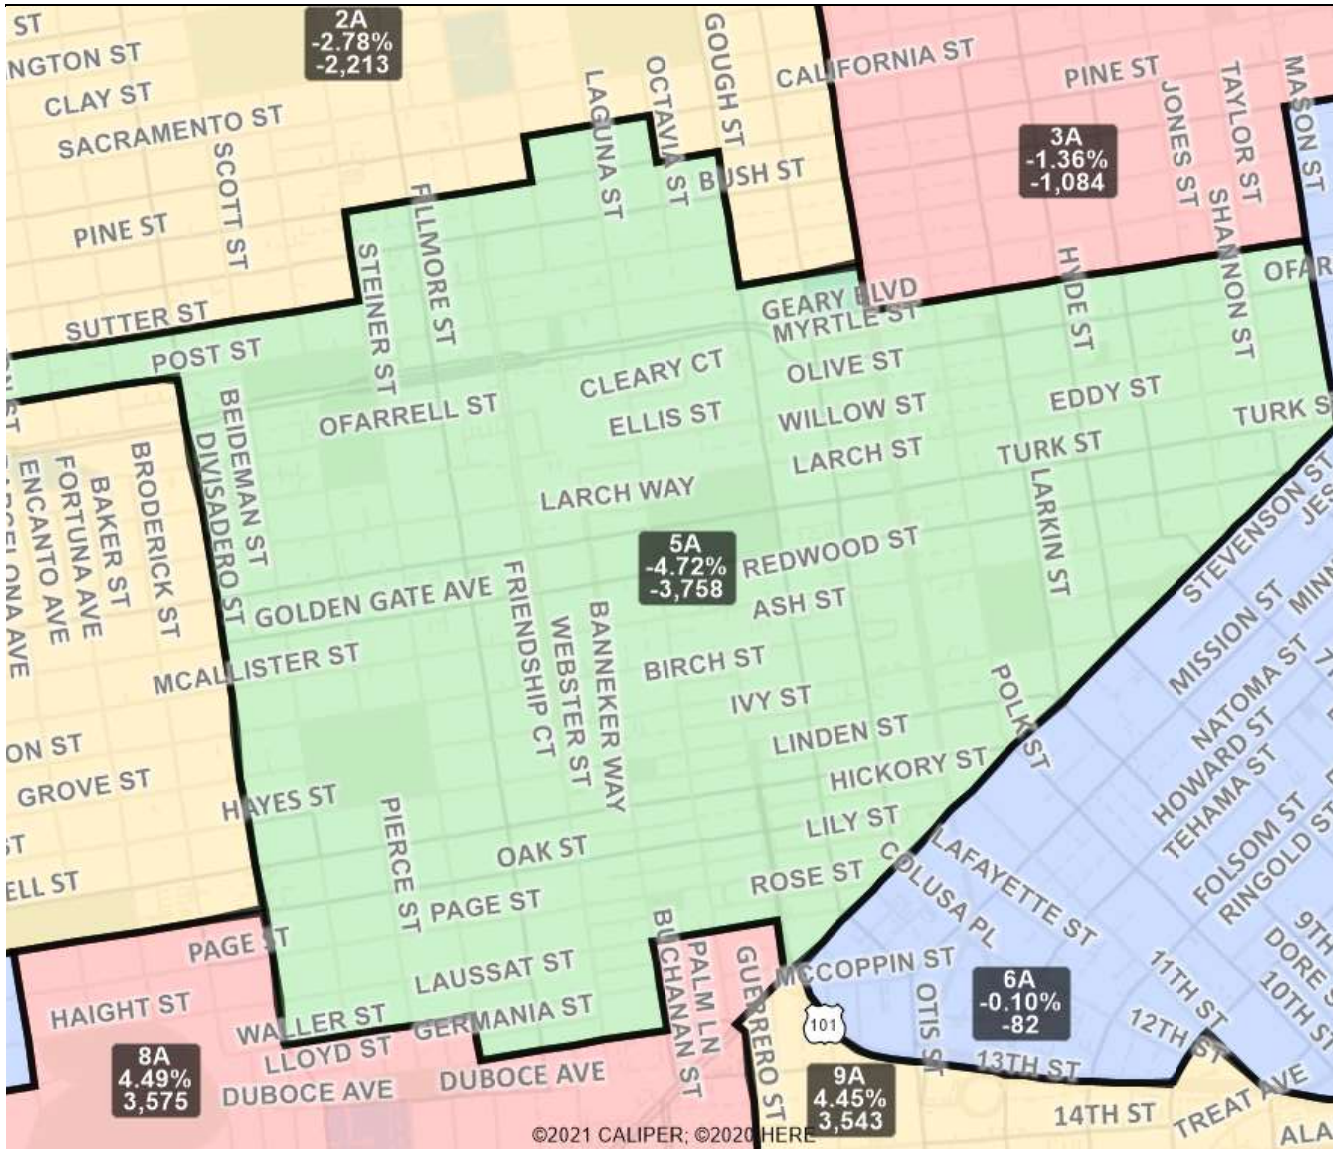 ST
2A
-2.78%
-2,213
GOUGH ST
CALIFORNIA ST
NGTON ST
OCTAVIA ST
LAGUNA ST
PINE ST
TAYLOR ST
MASON ST
CLAY ST
JONES ST
SACRAMENTO ST
3A
-1.36%
-1,084
SCOTT ST
BUSH ST
FILLMORE ST
SHANNON ST
PINE ST
STEINER ST
HYDE ST
OFAR
GEARY BLVD
SUTTER ST
MYRTLE ST
POST ST
CLEARY CT
OLIVE ST
BEIDEMAN ST
OFARRELL ST
ELLIS ST
WILLOW ST
EDDY ST
TURK S
DIVISADERO ST
BRODERICK ST
LARCH ST
TURK ST
ENCANTO AVE
FORTUNA AVE
BAKER ST
ONA AVE
LARCH WAY
LARKIN ST
STEVENSON ST
JES
5A
-4.72%
-3,758
REDWOOD ST
GOLDEN GATE AVE
FRIENDSHIP CT
WEBSTER ST
BANNEKER WAY
ASH ST
MISSION ST
MINN
MCALLISTER ST
BIRCH ST
IVY ST
POLK ST
NATOMA ST
7
ON ST
LINDEN ST
HOWARD ST
GROVE ST
HICKORY ST
TEHAMA ST
HAYES ST
PIERCE ST
LILY ST
ST
OAK ST
COLUSA PL
LAFAYETTE ST
FOLSOM ST
RINGOLD ST
ELL ST
ROSE ST
PAGE ST
PAGE ST
BUCHANAN ST
PALM LN
GUERRERO ST
9TH
DORE S
10TH ST
LAUSSAT ST
MCCOPPIN ST
11TH ST
HAIGHT ST
6A
-0.10%
-82
OTIS ST
WALLER ST
GERMANIA ST
101
12TH ST
LLOYD ST
13TH ST
8A
4.49%
3,575
DUBOCE AVE
DUBOCE AVE
9A
4.45%
3,543
14TH ST
TREAT AVE
ALA
©2021 CALIPER; ©2020 HERE